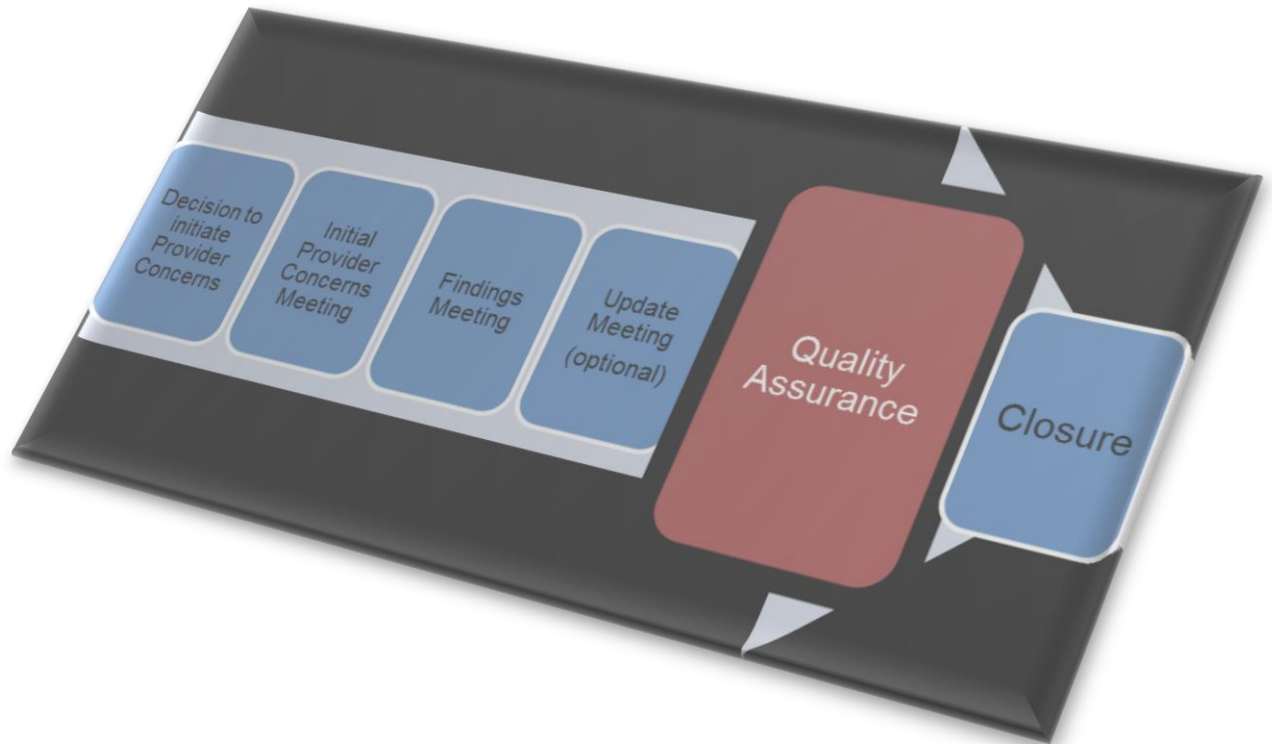 Decision to
initiate
Provider
Concerns
Initial
Provider
Concerns
Meeting
Findings
Meeting
Update
Meeting
(optional)
Quality
Assurance
Closure